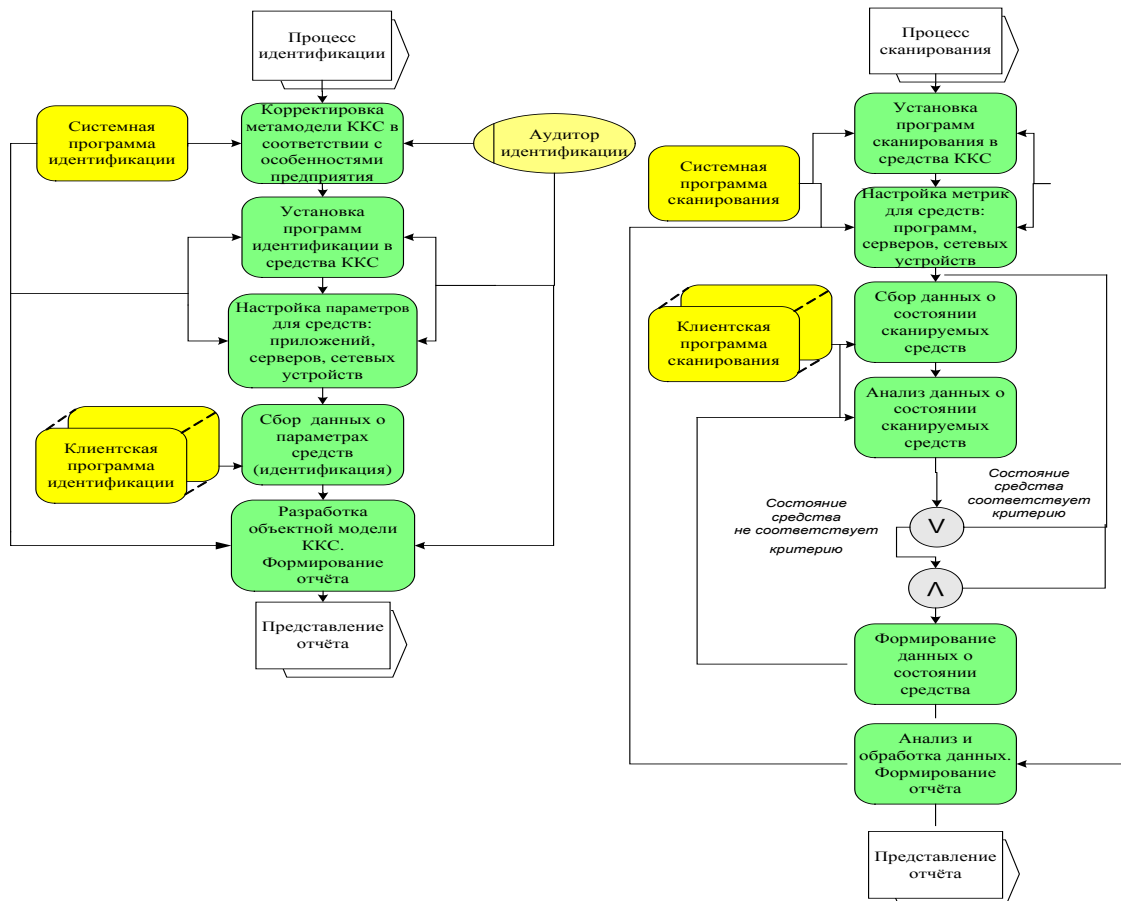 Процесс
идентификации
Системная
программа
идентификации
Корректировка
метамодели ККС в
соответствии с
особенностями
предприятия
Аудитор
идентификации
Установка
программ
идентификации в
средства ККС
Настройка параметров
для средств:
приложений,
серверов, сетевых
устройств
Клиентская
программа
идентификации
Сбор данных о
параметрах
средств
(идентификация)
Разработка
объектной модели
ККС.
Формирование
отчёта
Представление
отчёта
Процесс
сканирования
Установка
программ
сканирования в
средства ККС
Системная
программа
сканирования
Настройка метрик
для средств:
программ,
серверов, сетевых
устройств
Сбор данных о
состоянии
сканируемых
средств
Клиентская
программа
сканирования
Анализ данных о
состоянии
сканируемых
средств
Состояние
средства
соответствует
критерию
Состояние
средства
не соответствует
критерию
V
Λ
Формирование
данных о
состоянии
средства
Анализ и
обработка данных.
Формирование
отчёта
Представление
отчёта